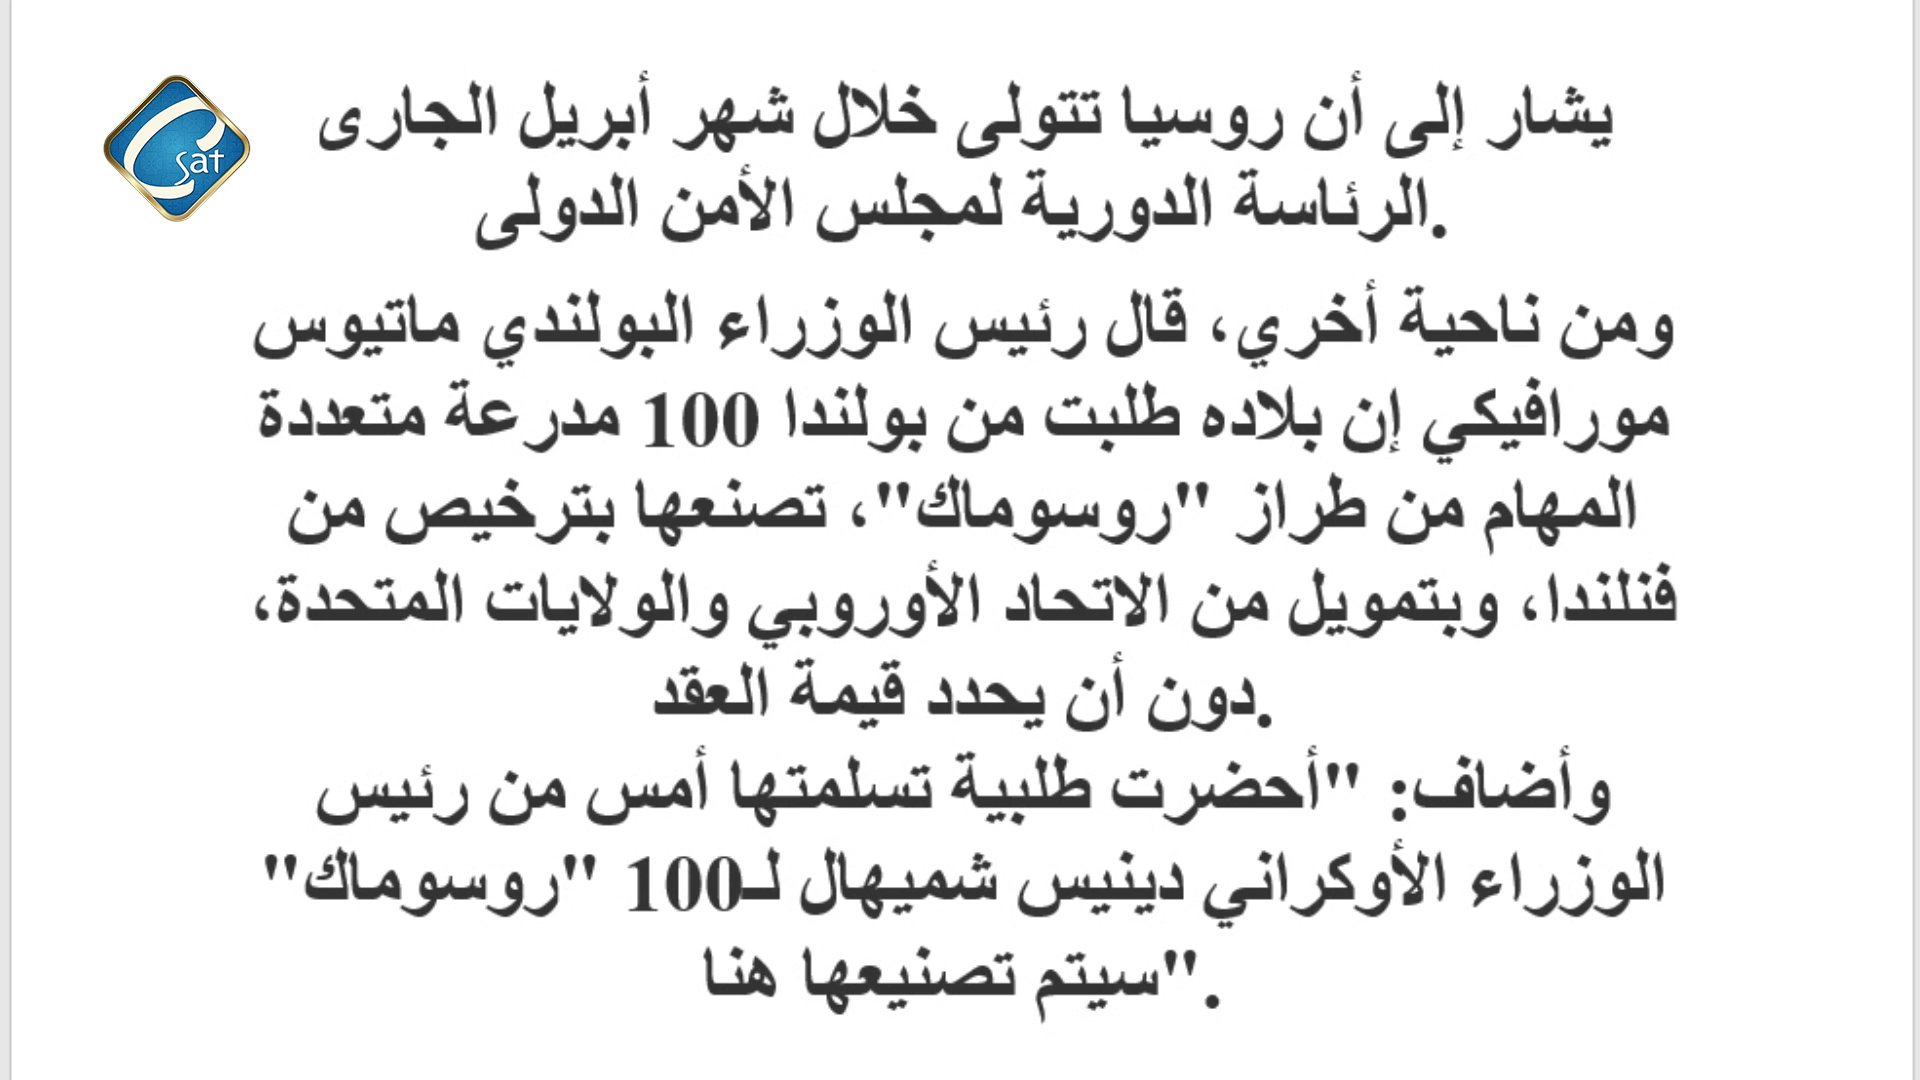 C sat
يشار إلى أن روسيا تتولى خلال شهر أبريل الجارى
الرئاسة الدورية لمجلس الأمن الدولى.
ومن ناحية أخري، قال رئيس الوزراء البولندي ماتيوس
مورافيكي إن بلاده طلبت من بولندا 100 مدرعة متعددة
المهام من طراز "روسوماك"، تصنعها بترخيص من
فنلندا، وبتمويل من الاتحاد الأوروبي والولايات المتحدة،
دون أن يحدد قيمة العقد.
وأضاف: "أحضرت طلبية تسلمتها أمس من رئيس
الوزراء الأوكراني دينيس شميهال لـ100 "روسوماك"
سيتم تصنيعها هنا".